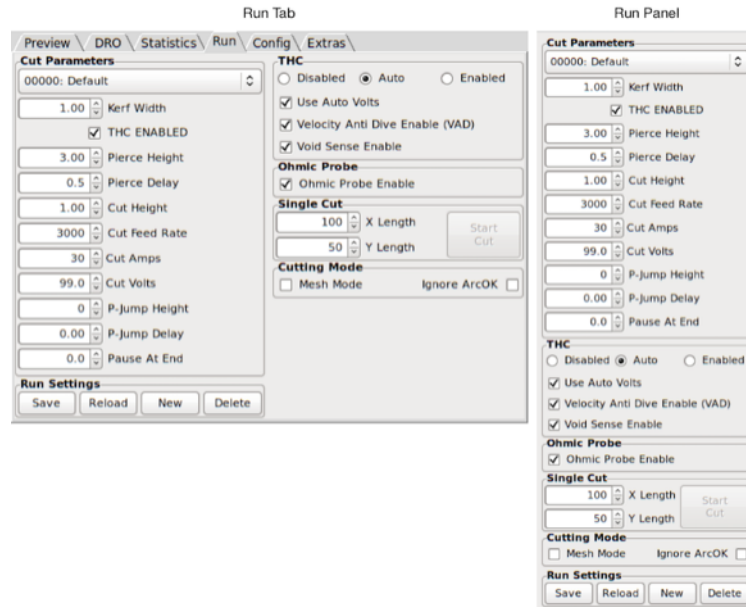 Run Tab
Preview DRO Statistics Run Config Extras
Cut Parameters
00000: Default
1.00 Kerf Width
THC ENABLED
3.00 Pierce Height
0.5 Pierce Delay
1.00 Cut Height
3000 Cut Feed Rate
30 Cut Amps
99.0 Cut Volts
0 P-Jump Height
0.00 P-Jump Delay
0.0 Pause At End
Run Settings
Save Reload New Delete
THC
Disabled Auto Enabled
Use Auto Volts
Velocity Anti Dive Enable (VAD)
Void Sense Enable
Ohmic Probe
Ohmic Probe Enable
Single Cut
100 X Length
50 Y Length
Start
Cut
Cutting Mode
Mesh Mode Ignore ArcOK
Run Panel
Cut Parameters
00000: Default
1.00 Kerf Width
THC ENABLED
3.00 Pierce Height
0.5 Pierce Delay
1.00 Cut Height
3000 Cut Feed Rate
30 Cut Amps
99.0 Cut Volts
0 P-Jump Height
0.00 P-Jump Delay
0.0 Pause At End
THC
Disabled Auto Enabled
Use Auto Volts
Velocity Anti Dive Enable (VAD)
Void Sense Enable
Ohmic Probe
Ohmic Probe Enable
Single Cut
100 X Length
50 Y Length
Start
Cut
Cutting Mode
Mesh Mode Ignore ArcOK
Run Settings
Save Reload New Delete